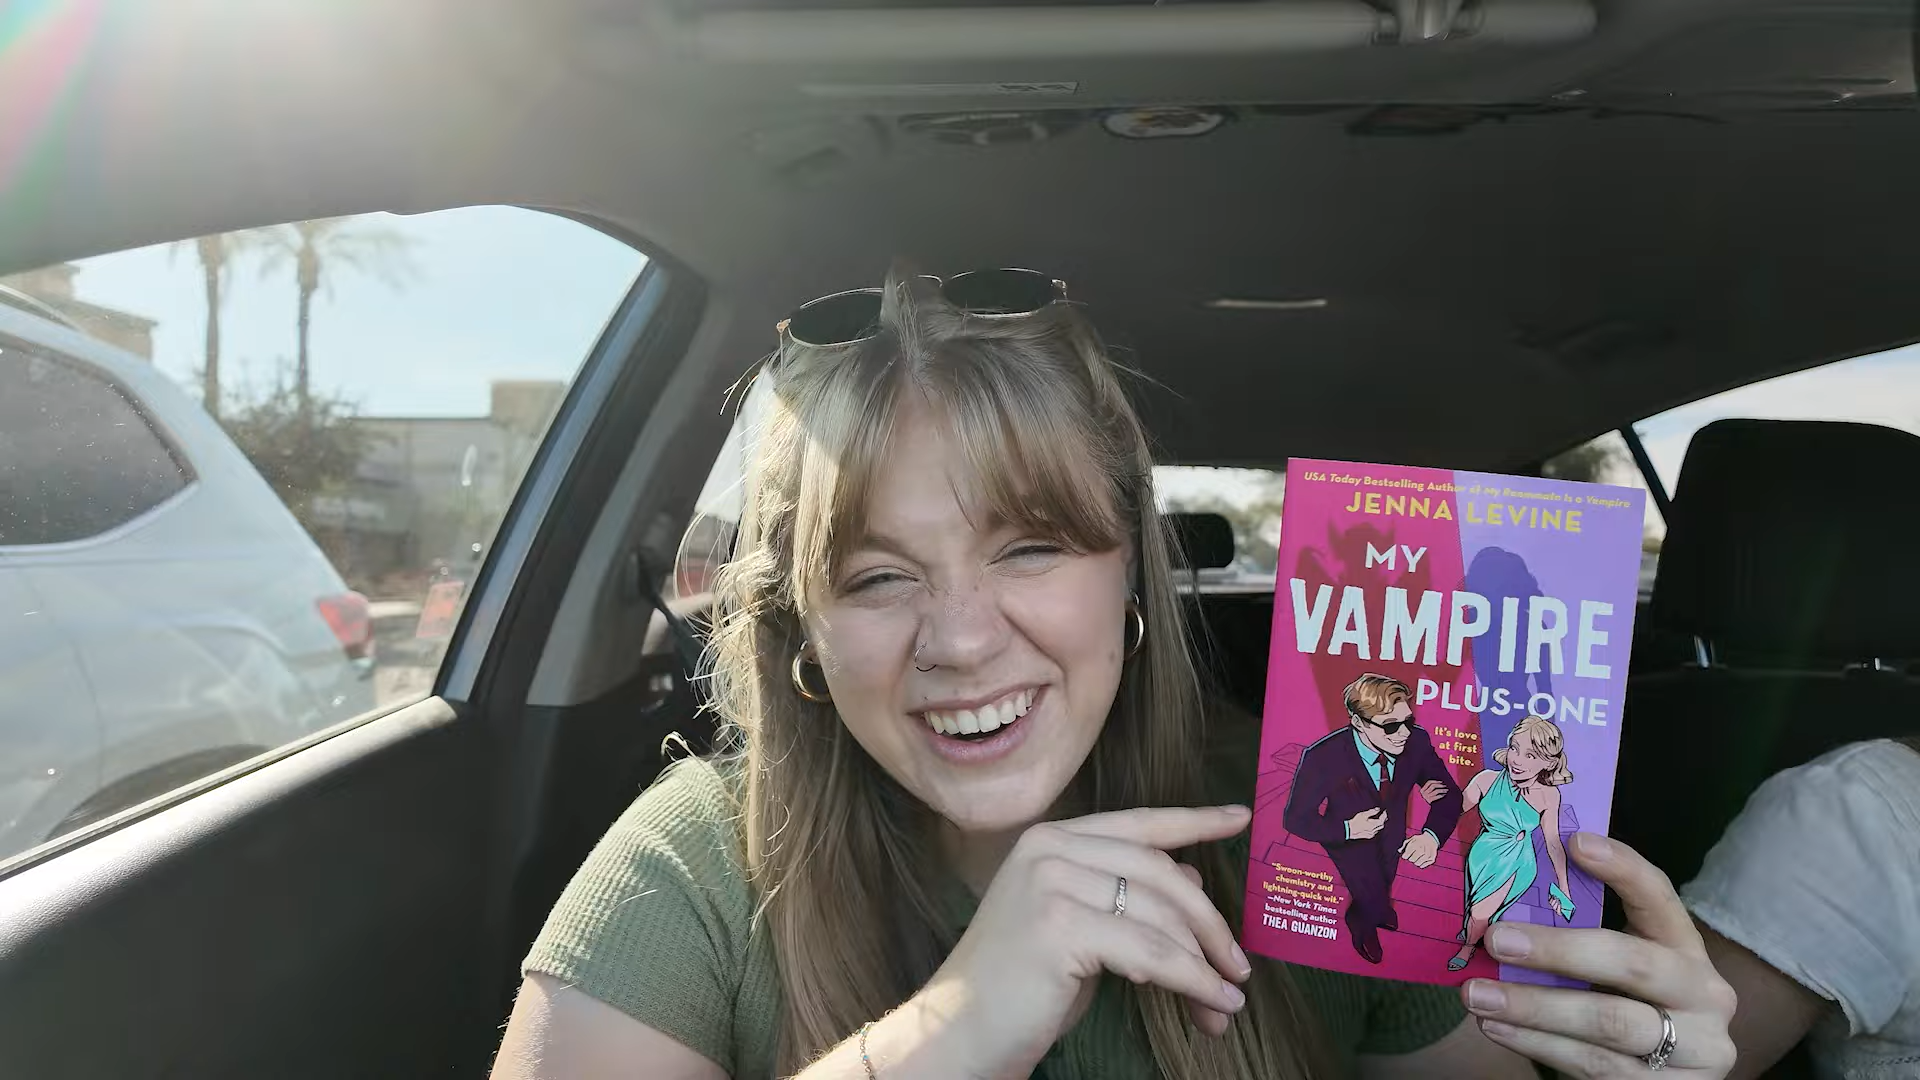 USA Today Bestselling Author of My Roommate Is a Vampire
JENNA LEVINE
MY
VAMPIRE
PLUS-ONE
It's love
at first
bite.
"Swoon-worthy
chemistry and
lightning-quick wit."
—New York Times
bestselling author
THEA GUANZON